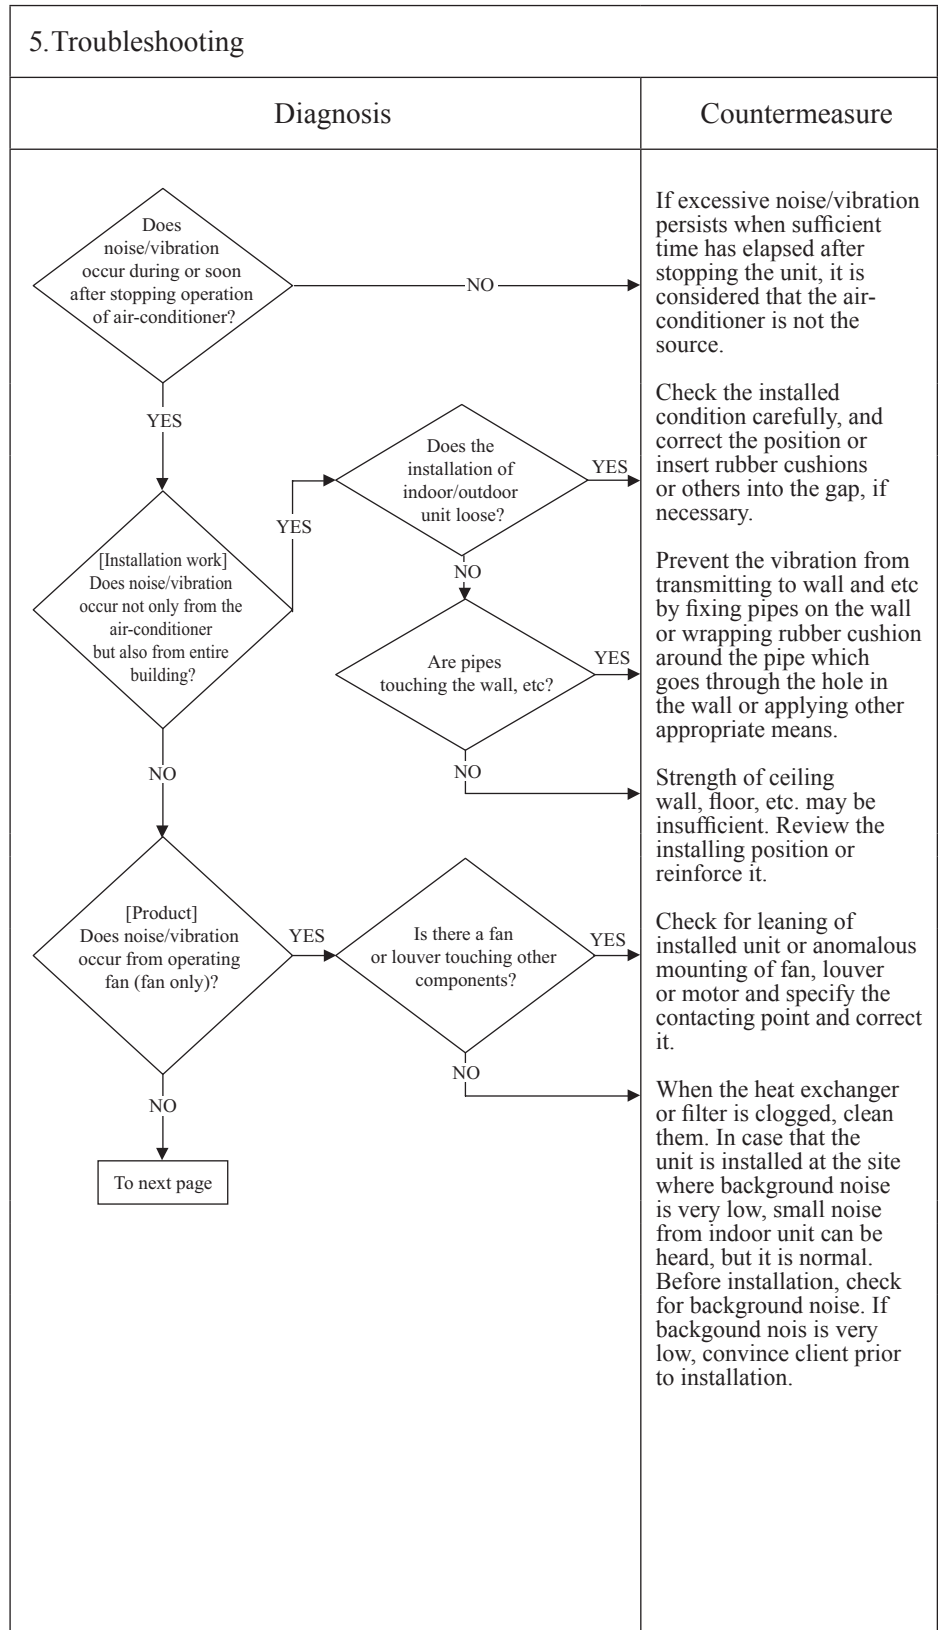 5.Troubleshooting
Diagnosis
Countermeasure
Does
noise/vibration
occur during or soon
after stopping operation
of air-conditioner?
NO
If excessive noise/vibration
persists when sufficient
time has elapsed after
stopping the unit, it is
considered that the air-
conditioner is not the
source.
YES
[Installation work]
Does noise/vibration
occur not only from the
air-conditioner
but also from entire
building?
YES
Does the
installation of
indoor/outdoor
unit loose?
YES
Check the installed
condition carefully, and
correct the position or
insert rubber cushions
or others into the gap, if
necessary.
NO
Are pipes
touching the wall, etc?
YES
Prevent the vibration from
transmitting to wall and etc
by fixing pipes on the wall
or wrapping rubber cushion
around the pipe which
goes through the hole in
the wall or applying other
appropriate means.
NO
Strength of ceiling
wall, floor, etc. may be
insufficient. Review the
installing position or
reinforce it.
NO
[Product]
Does noise/vibration
occur from operating
fan (fan only)?
YES
Is there a fan
or louver touching other
components?
YES
Check for leaning of
installed unit or anomalous
mounting of fan, louver
or motor and specify the
contacting point and correct
it.
NO
When the heat exchanger
or filter is clogged, clean
them. In case that the
unit is installed at the site
where background noise
is very low, small noise
from indoor unit can be
heard, but it is normal.
Before installation, check
for background noise. If
backgound nois is very
low, convince client prior
to installation.
NO
To next page